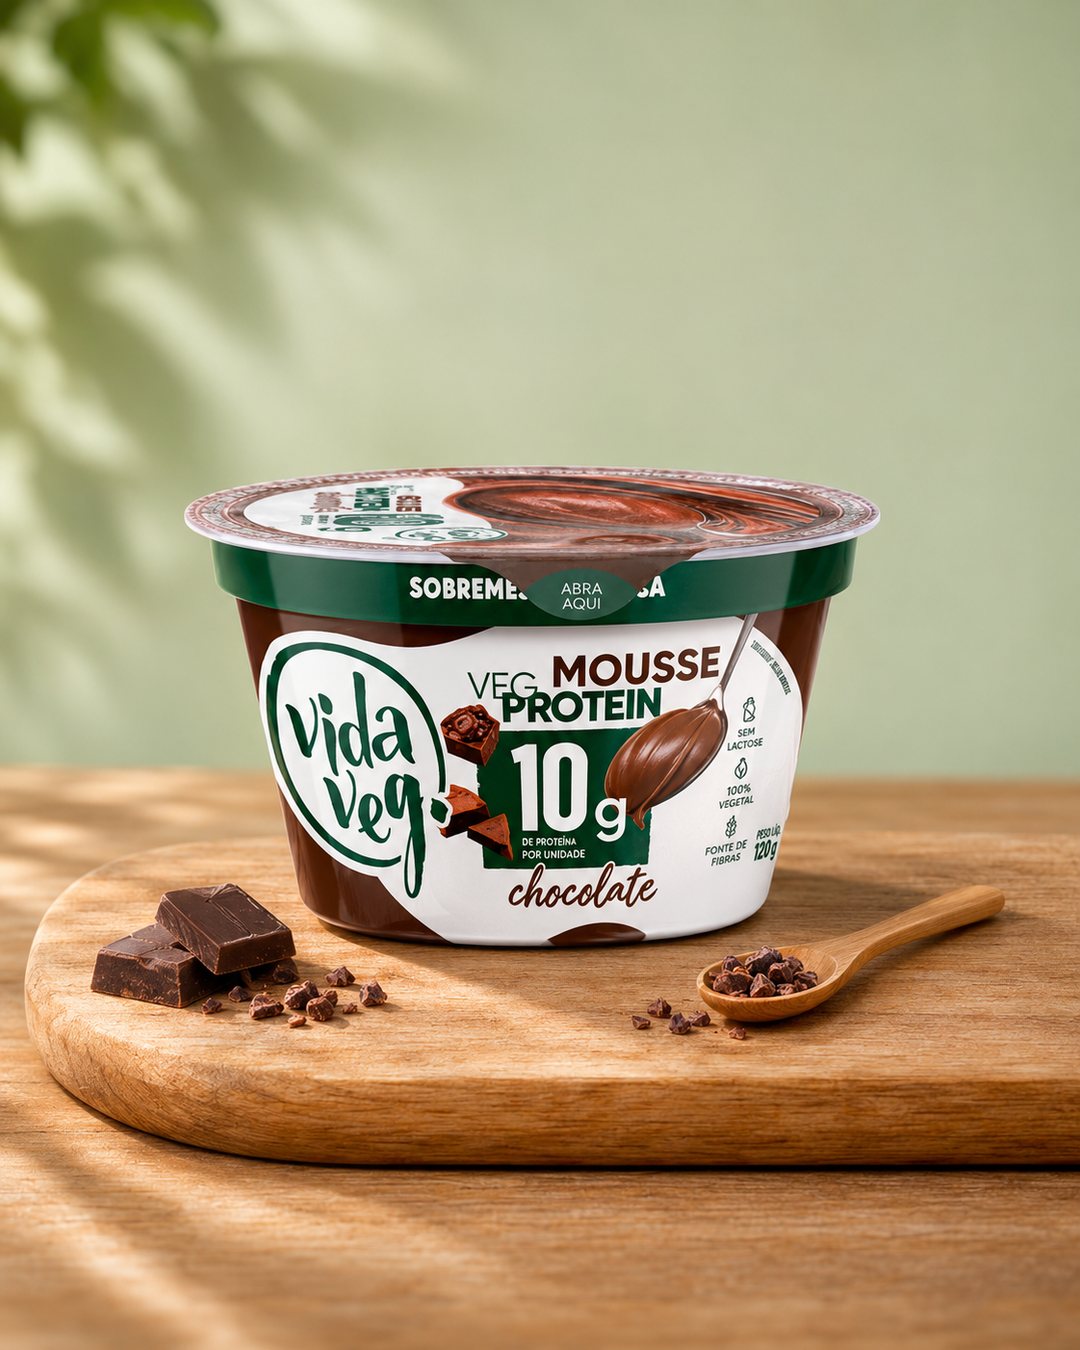 SOBREMES
SA
ABRA
AQUI
vida
veg
VEG MOUSSE
PROTEIN
10g
DE PROTEÍNA
POR UNIDADE
chocolate
SEM
LACTOSE
100%
VEGETAL
FONTE DE
FIBRAS
PESO LÍQ.
120g